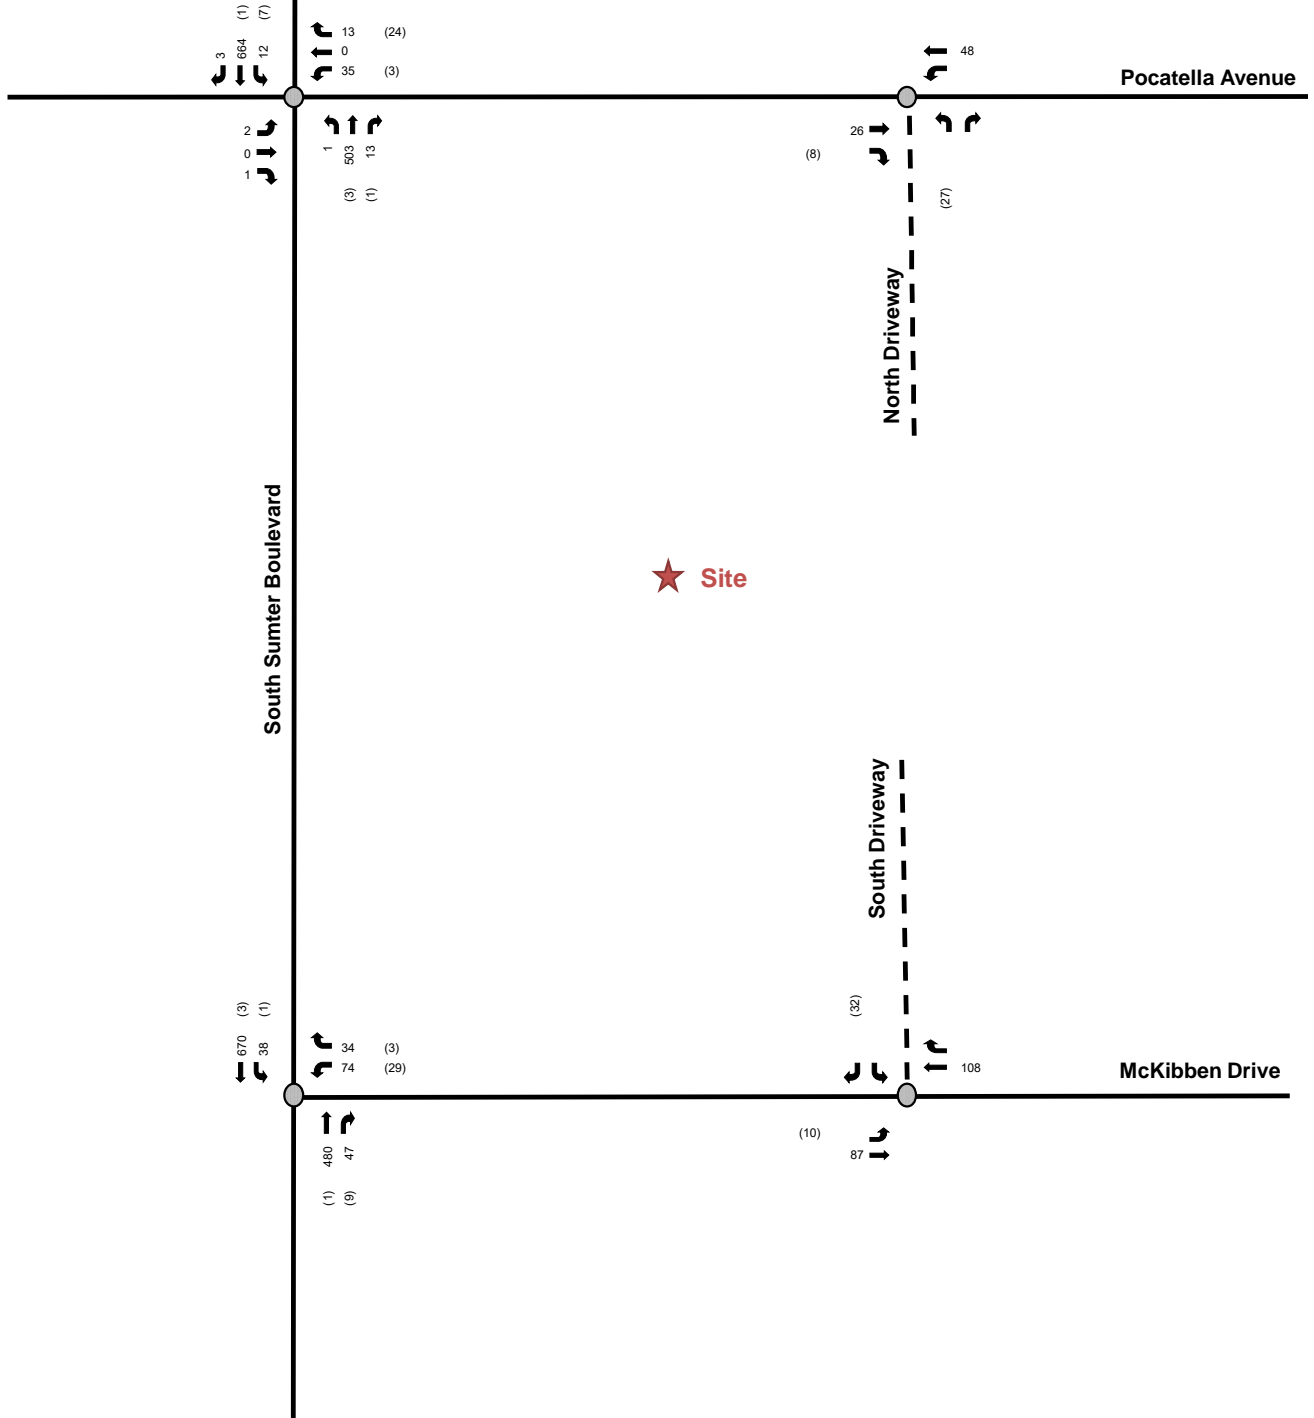 (1) (7)
3 664 12
13 (24)
0
35 (3)
48
Pocatella Avenue
2
0
1
1 503 13
(3) (1)
26
(8)
(27)
North Driveway
South Sumter Boulevard
Site
South Driveway
(3) (1)
670 38
34 (3)
74 (29)
(32)
108
McKibben Drive
480 47
(1) (9)
(10)
87